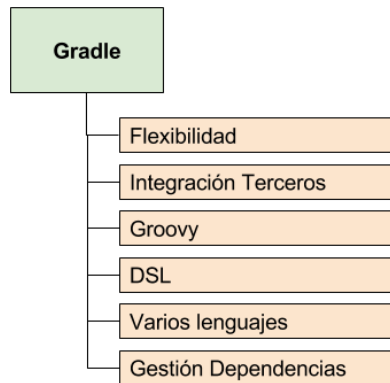 Gradle
Flexibilidad
Integración Terceros
Groovy
DSL
Varios lenguajes
Gestión Dependencias